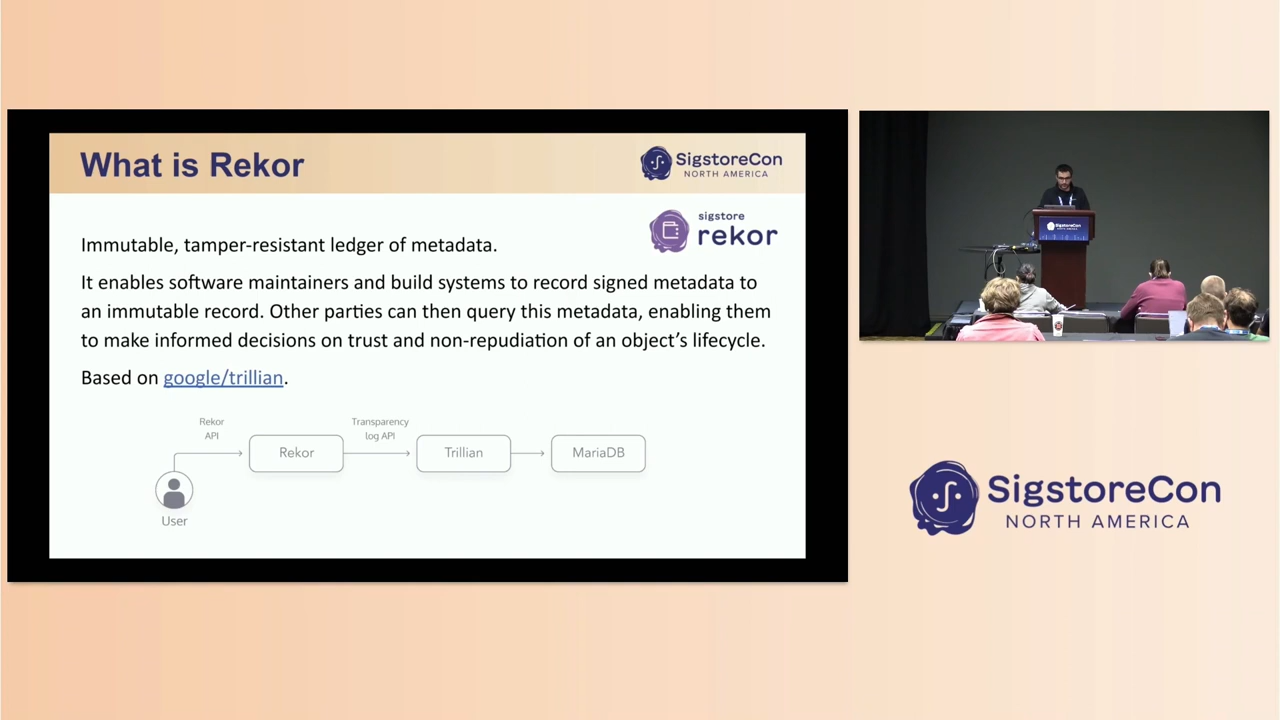 What is Rekor
SigstoreCon
NORTH AMERICA
sigstore
rekor
Immutable, tamper-resistant ledger of metadata.
It enables software maintainers and build systems to record signed metadata to
an immutable record. Other parties can then query this metadata, enabling them
to make informed decisions on trust and non-repudiation of an object’s lifecycle.
Based on google/trillian.
Rekor
API
Transparency
log API
Rekor
Trillian
MariaDB
User
SigstoreCon
SigstoreCon
NORTH AMERICA